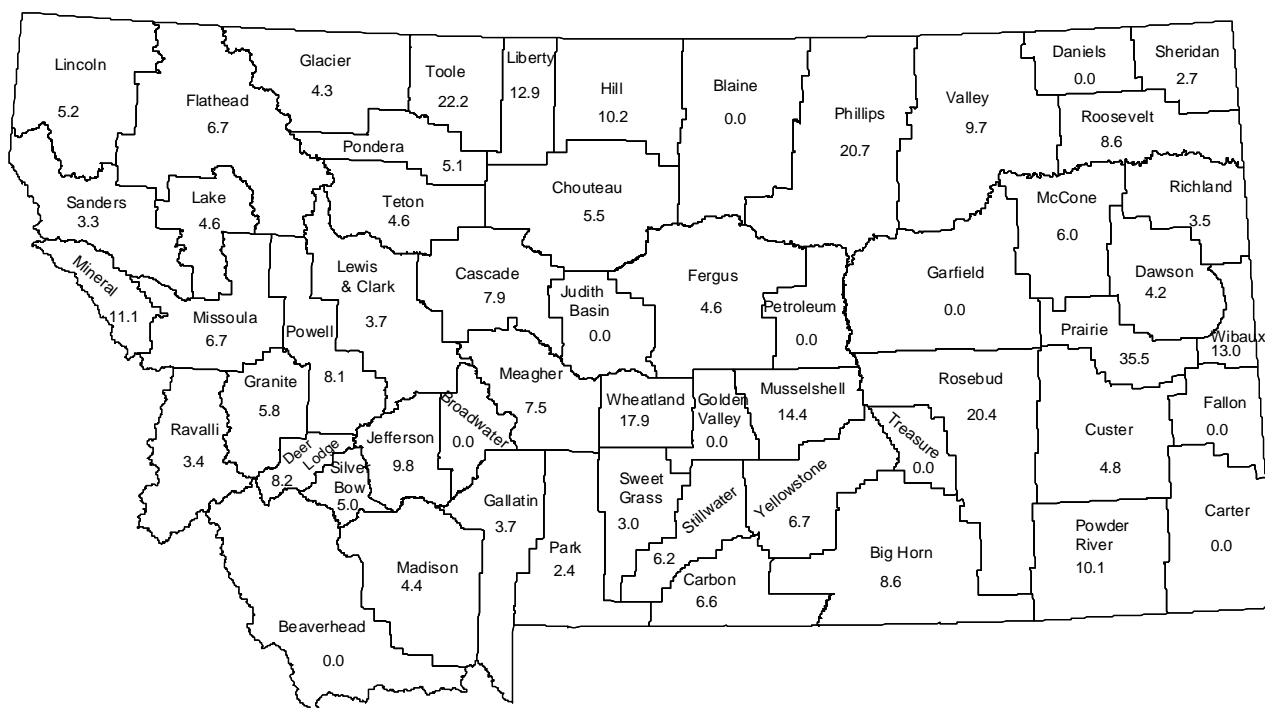 Lincoln
5.2
Flathead
6.7
Glacier
4.3
Toole
22.2
Liberty
12.9
Hill
10.2
Blaine
0.0
Phillips
20.7
Valley
9.7
Daniels
0.0
Sheridan
2.7
Roosevelt
8.6
Pondera
5.1
Sanders
3.3
Lake
4.6
Teton
4.6
Chouteau
5.5
McCone
6.0
Richland
3.5
Mineral
11.1
Missoula
6.7
Powell
8.1
Lewis
& Clark
3.7
Cascade
7.9
Judith
Basin
0.0
Fergus
4.6
Petroleum
0.0
Garfield
0.0
Dawson
4.2
Prairie
35.5
Wibaux
13.0
Granite
5.8
Ravalli
3.4
Deer
Lodge
8.2
Silver
Bow
5.0
Jefferson
9.8
Broadwater
0.0
Meagher
7.5
Wheatland
17.9
Golden
Valley
0.0
Musselshell
14.4
Rosebud
20.4
Treasure
0.0
Custer
4.8
Fallon
0.0
Gallatin
3.7
Park
2.4
Sweet
Grass
3.0
Stillwater
6.2
Yellowstone
6.7
Big Horn
8.6
Powder
River
10.1
Carter
0.0
Madison
4.4
Carbon
6.6
Beaverhead
0.0